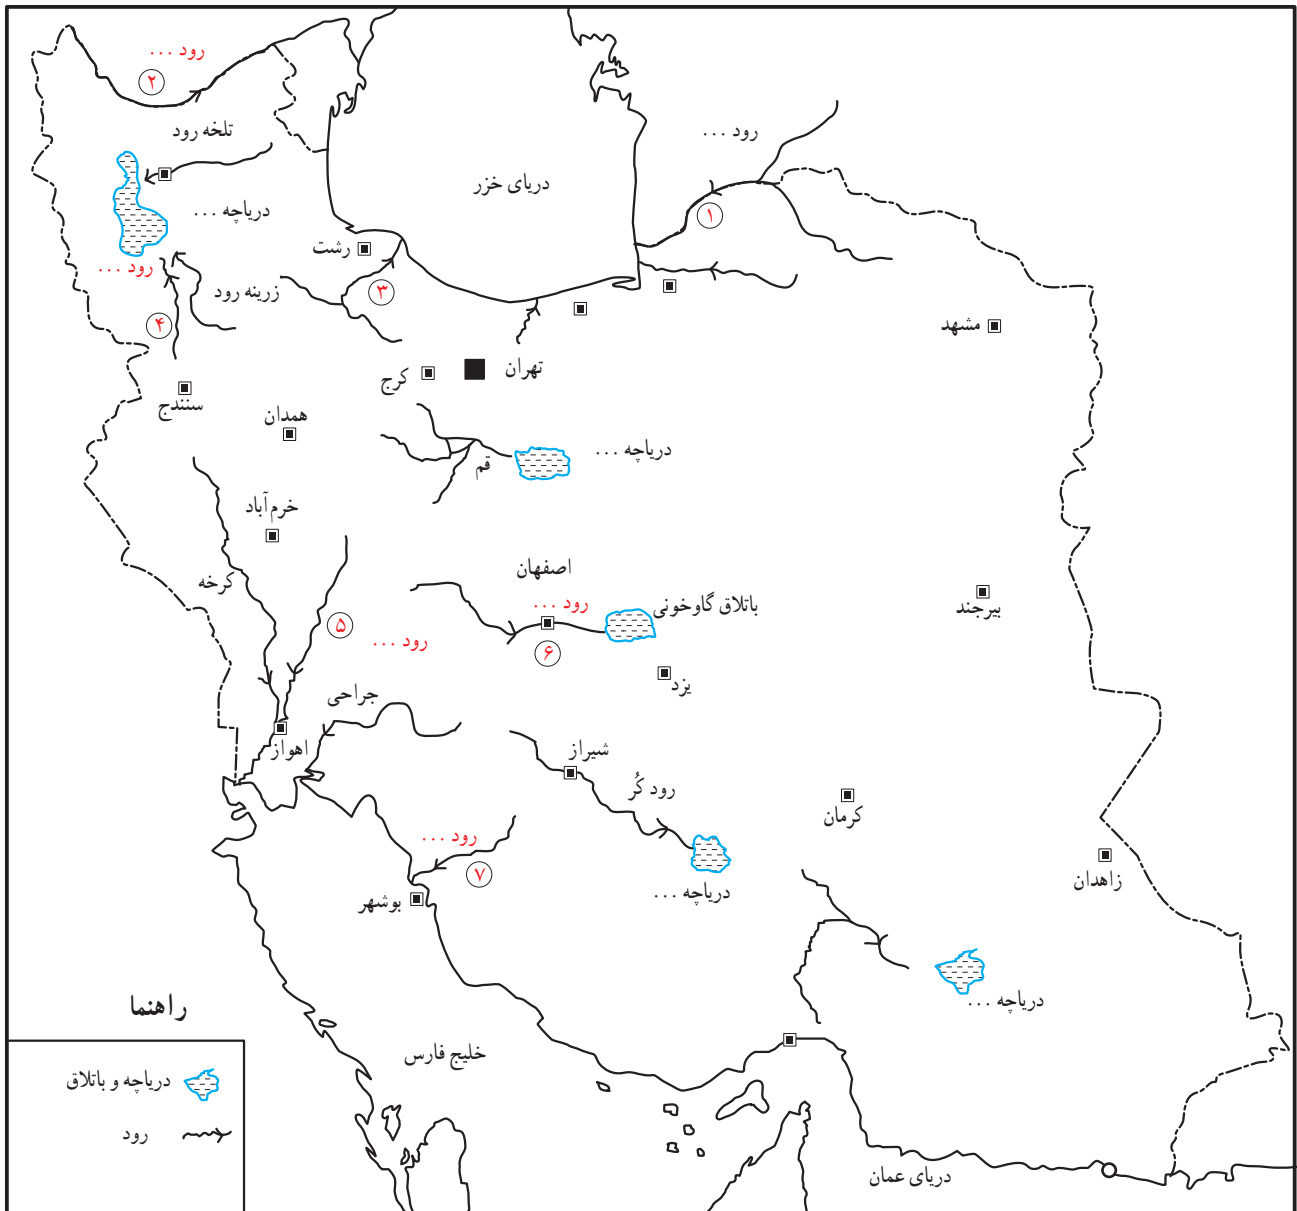 رود ...
۲
تلخه رود
رود ...
دریای خزر
دریاچه ...
۱
رشت
رود ...
زرینه رود
۳
۴
مشهد
تهران
کرج
سنندج
همدان
دریاچه ...
قم
خرم‌آباد
اصفهان
کرخه
رود ...
باتلاق گاوخونی
بیرجند
۵
رود ...
۶
یزد
جراحی
اهواز
شیراز
رود کُر
کرمان
رود ...
۷
زاهدان
دریاچه ...
بوشهر
دریاچه ...
راهنما
خلیج فارس
دریاچه و باتلاق
رود
دریای عمان